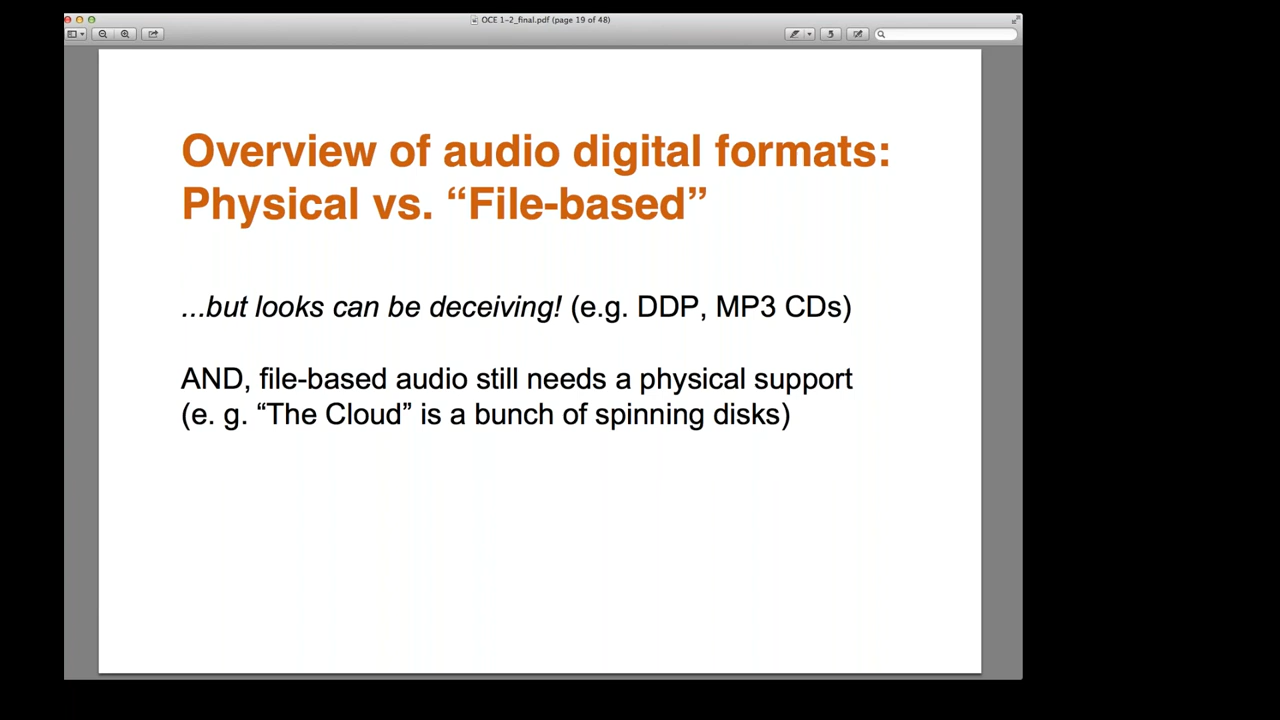 OCE 1-2_final.pdf (page 19 of 48)
Overview of audio digital formats:
Physical vs. “File-based”
...but looks can be deceiving! (e.g. DDP, MP3 CDs)
AND, file-based audio still needs a physical support
(e. g. “The Cloud” is a bunch of spinning disks)